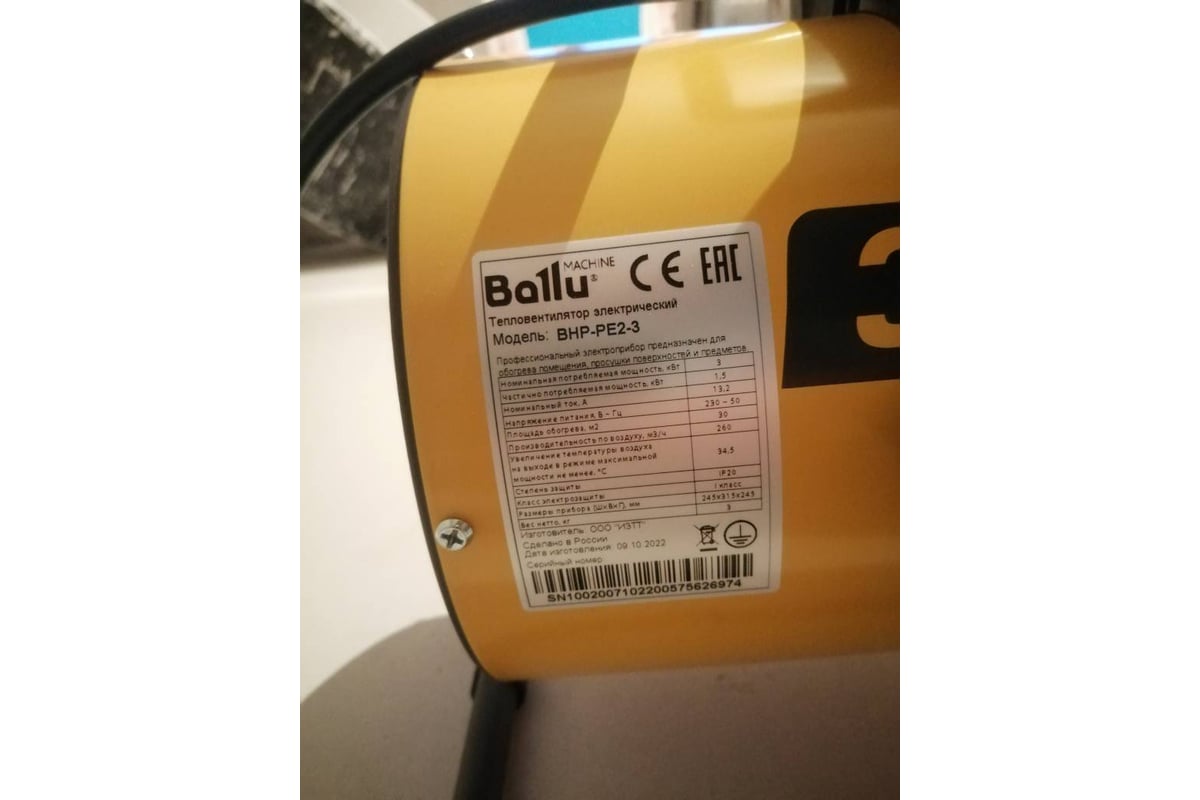 MACHINE
Ballu®
CE EAC
Тепловентилятор электрический
Модель: BHP-PE2-3
Профессиональный электроприбор предназначен для
обогрева помещения, просушки поверхностей и предметов
Номинальная потребляемая мощность, кВт 3
Частично потребляемая мощность, кВт 1,5
Номинальный ток, А 13,2
Напряжение питания, В ~ Гц 230 ~ 50
Площадь обогрева, м2 30
Производительность по воздуху, м3/ч 260
Увеличение температуры воздуха
на выходе в режиме максимальной
мощности не менее, °С 34,5
Степень защиты IP20
Класс электрозащиты I класс
Размеры прибора (ШxВxГ), мм 245x315x245
Вес нетто, кг 3
Изготовитель: ООО "ИЗТТ"
Сделано в России
Дата изготовления: 09.10.2022
Серийный номер
SN1002007102200575626974
3